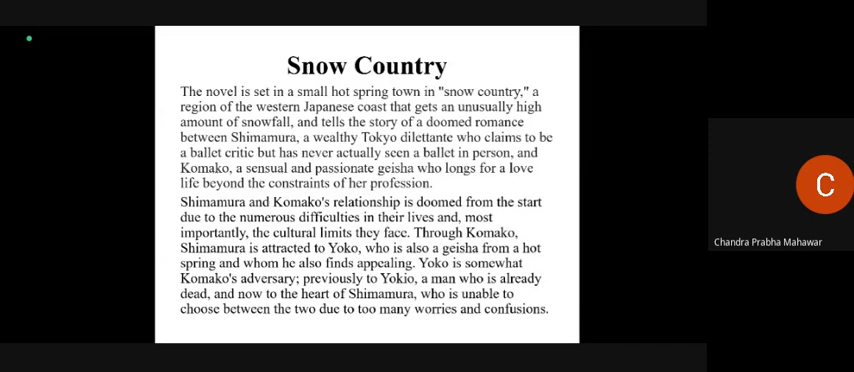 Snow Country
The novel is set in a small hot spring town in "snow country," a
region of the western Japanese coast that gets an unusually high
amount of snowfall, and tells the story of a doomed romance
between Shimamura, a wealthy Tokyo dilettante who claims to be
a ballet critic but has never actually seen a ballet in person, and
Komako, a sensual and passionate geisha who longs for a love
life beyond the constraints of her profession.
Shimamura and Komako's relationship is doomed from the start
due to the numerous difficulties in their lives and, most
importantly, the cultural limits they face. Through Komako,
Shimamura is attracted to Yoko, who is also a geisha from a hot
spring and whom he also finds appealing. Yoko is somewhat
Komako's adversary; previously to Yokio, a man who is already
dead, and now to the heart of Shimamura, who is unable to
choose between the two due to too many worries and confusions.
C
Chandra Prabha Mahawar